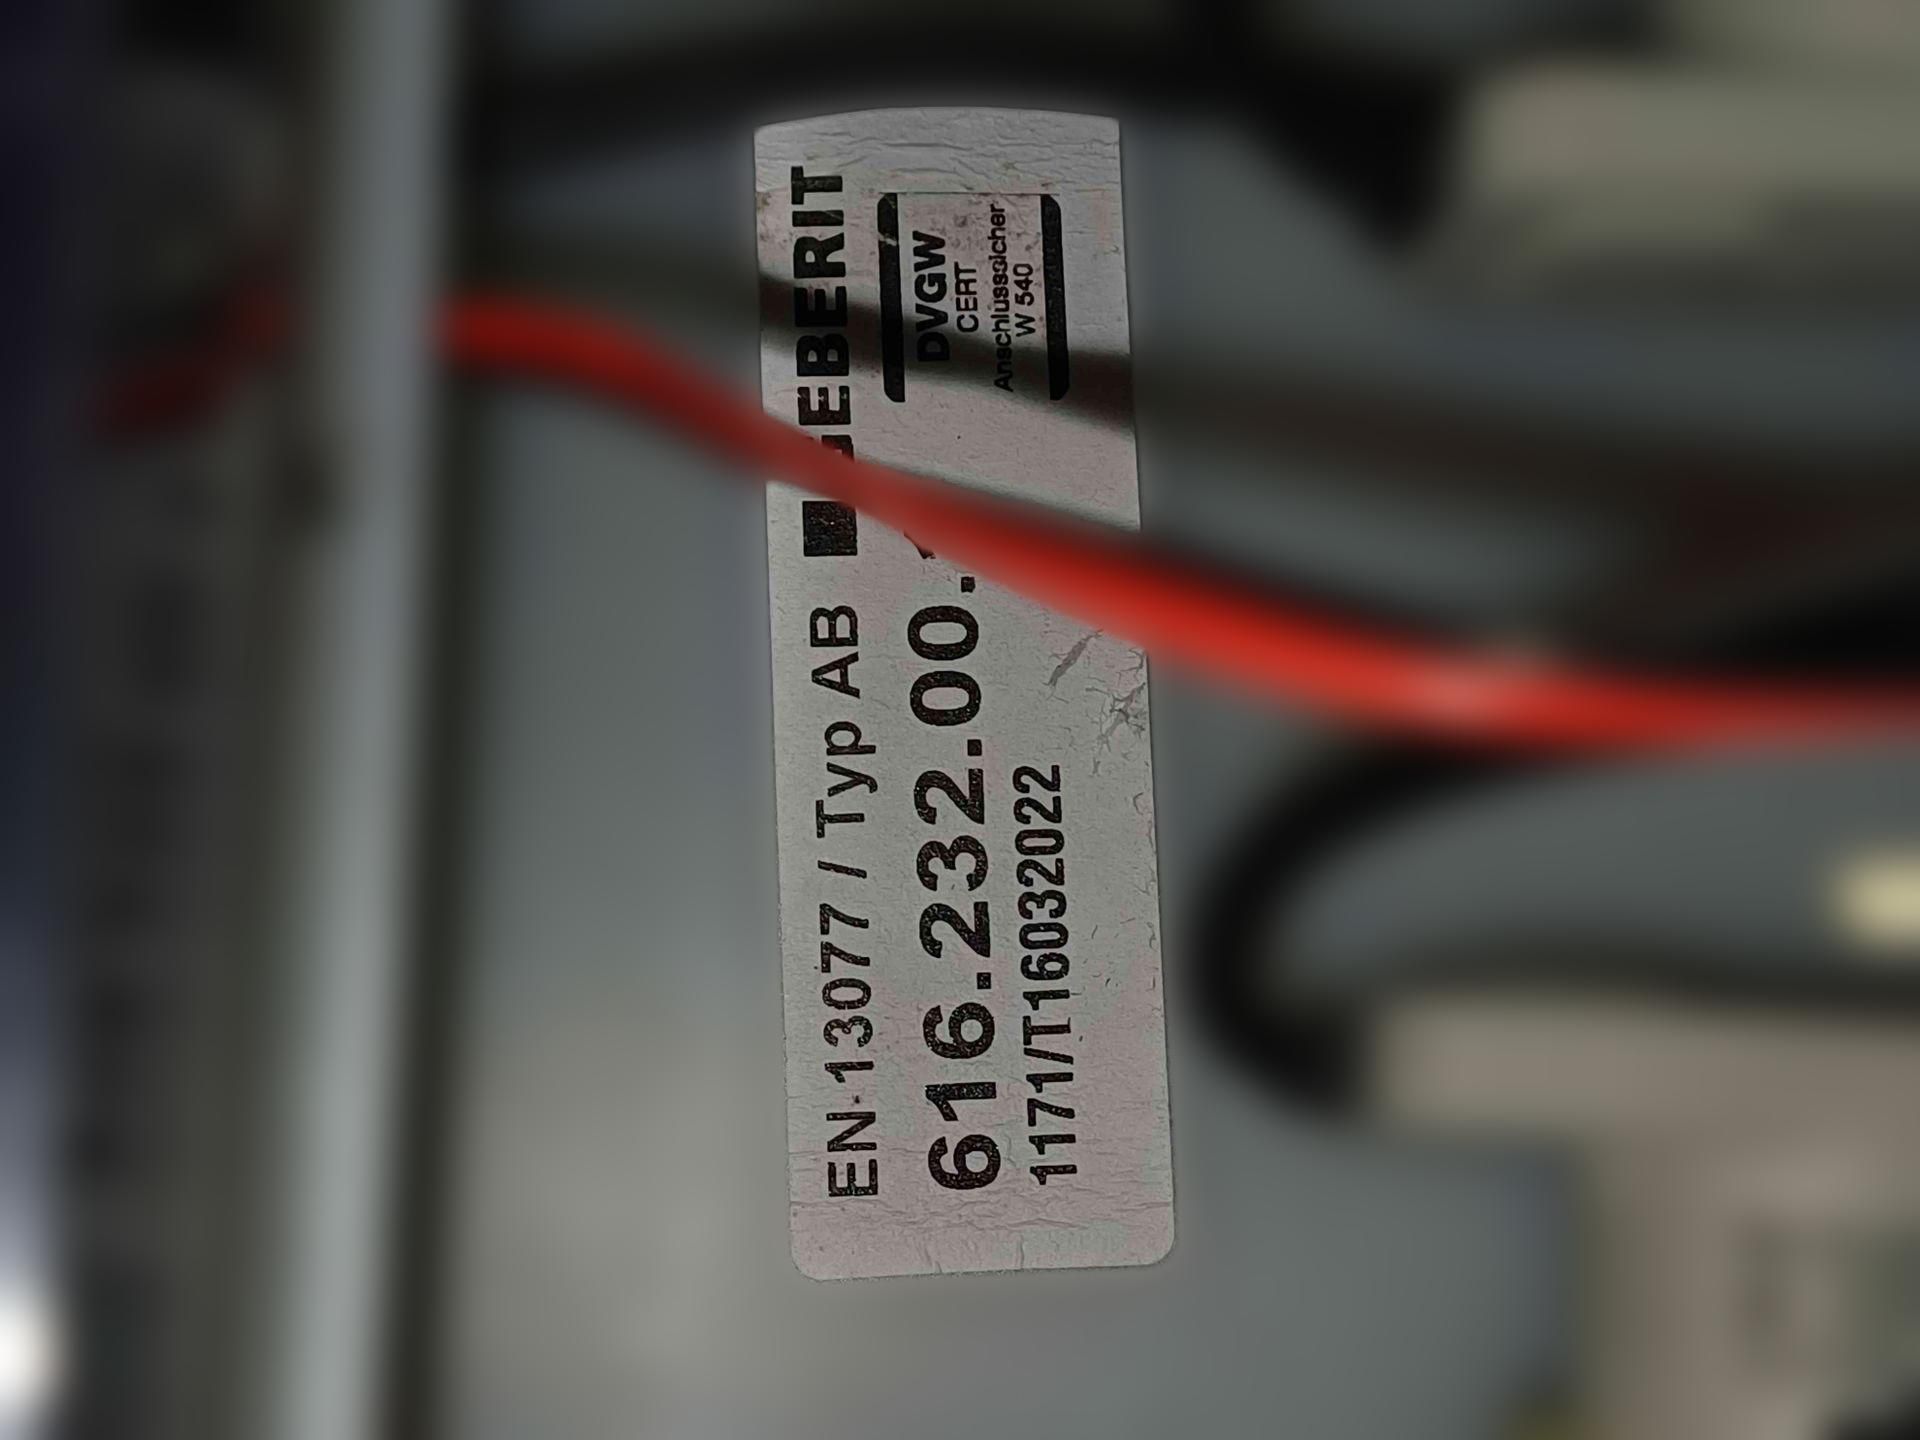 EN 13077 / Typ AB ■GEBERIT
616.232.00.
1171/T16032022
DVGW
CERT
Anschlusssicher
W 540